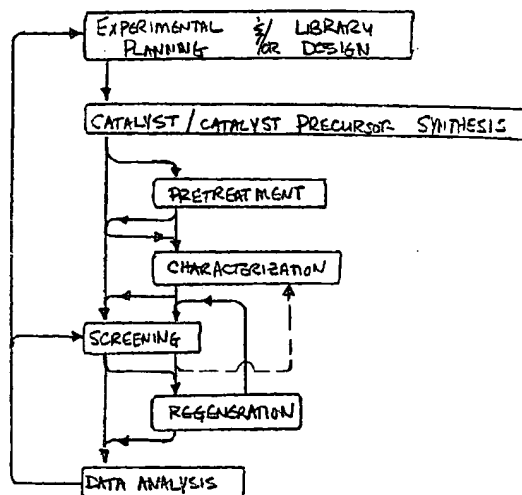 EXPERIMENTAL &/ LIBRARY
PLANNING /OR DESIGN
CATALYST/CATALYST PRECURSOR SYNTHESIS
PRETREATMENT
CHARACTERIZATION
SCREENING
REGENERATION
DATA ANALYSIS